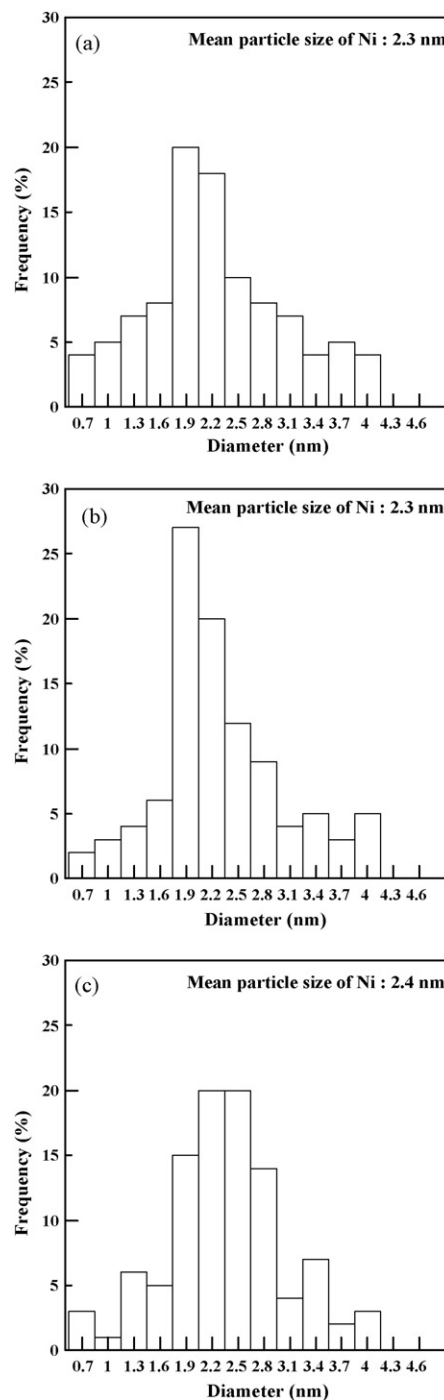 (a)
Mean particle size of Ni : 2.3 nm
30
25
20
15
10
5
0
Frequency (%)
0.7 1 1.3 1.6 1.9 2.2 2.5 2.8 3.1 3.4 3.7 4 4.3 4.6
Diameter (nm)
(b)
Mean particle size of Ni : 2.3 nm
30
25
20
15
10
5
0
Frequency (%)
0.7 1 1.3 1.6 1.9 2.2 2.5 2.8 3.1 3.4 3.7 4 4.3 4.6
Diameter (nm)
(c)
Mean particle size of Ni : 2.4 nm
30
25
20
15
10
5
0
Frequency (%)
0.7 1 1.3 1.6 1.9 2.2 2.5 2.8 3.1 3.4 3.7 4 4.3 4.6
Diameter (nm)